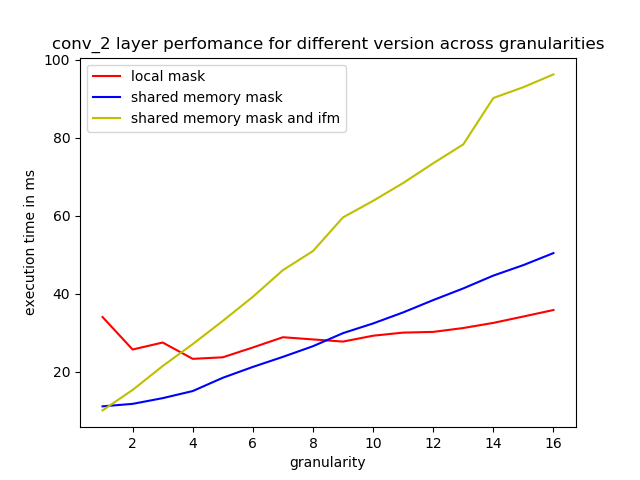 conv_2 layer perfomance for different version across granularities
100
80
60
40
20
execution time in ms
local mask
shared memory mask
shared memory mask and ifm
2 4 6 8 10 12 14 16
granularity